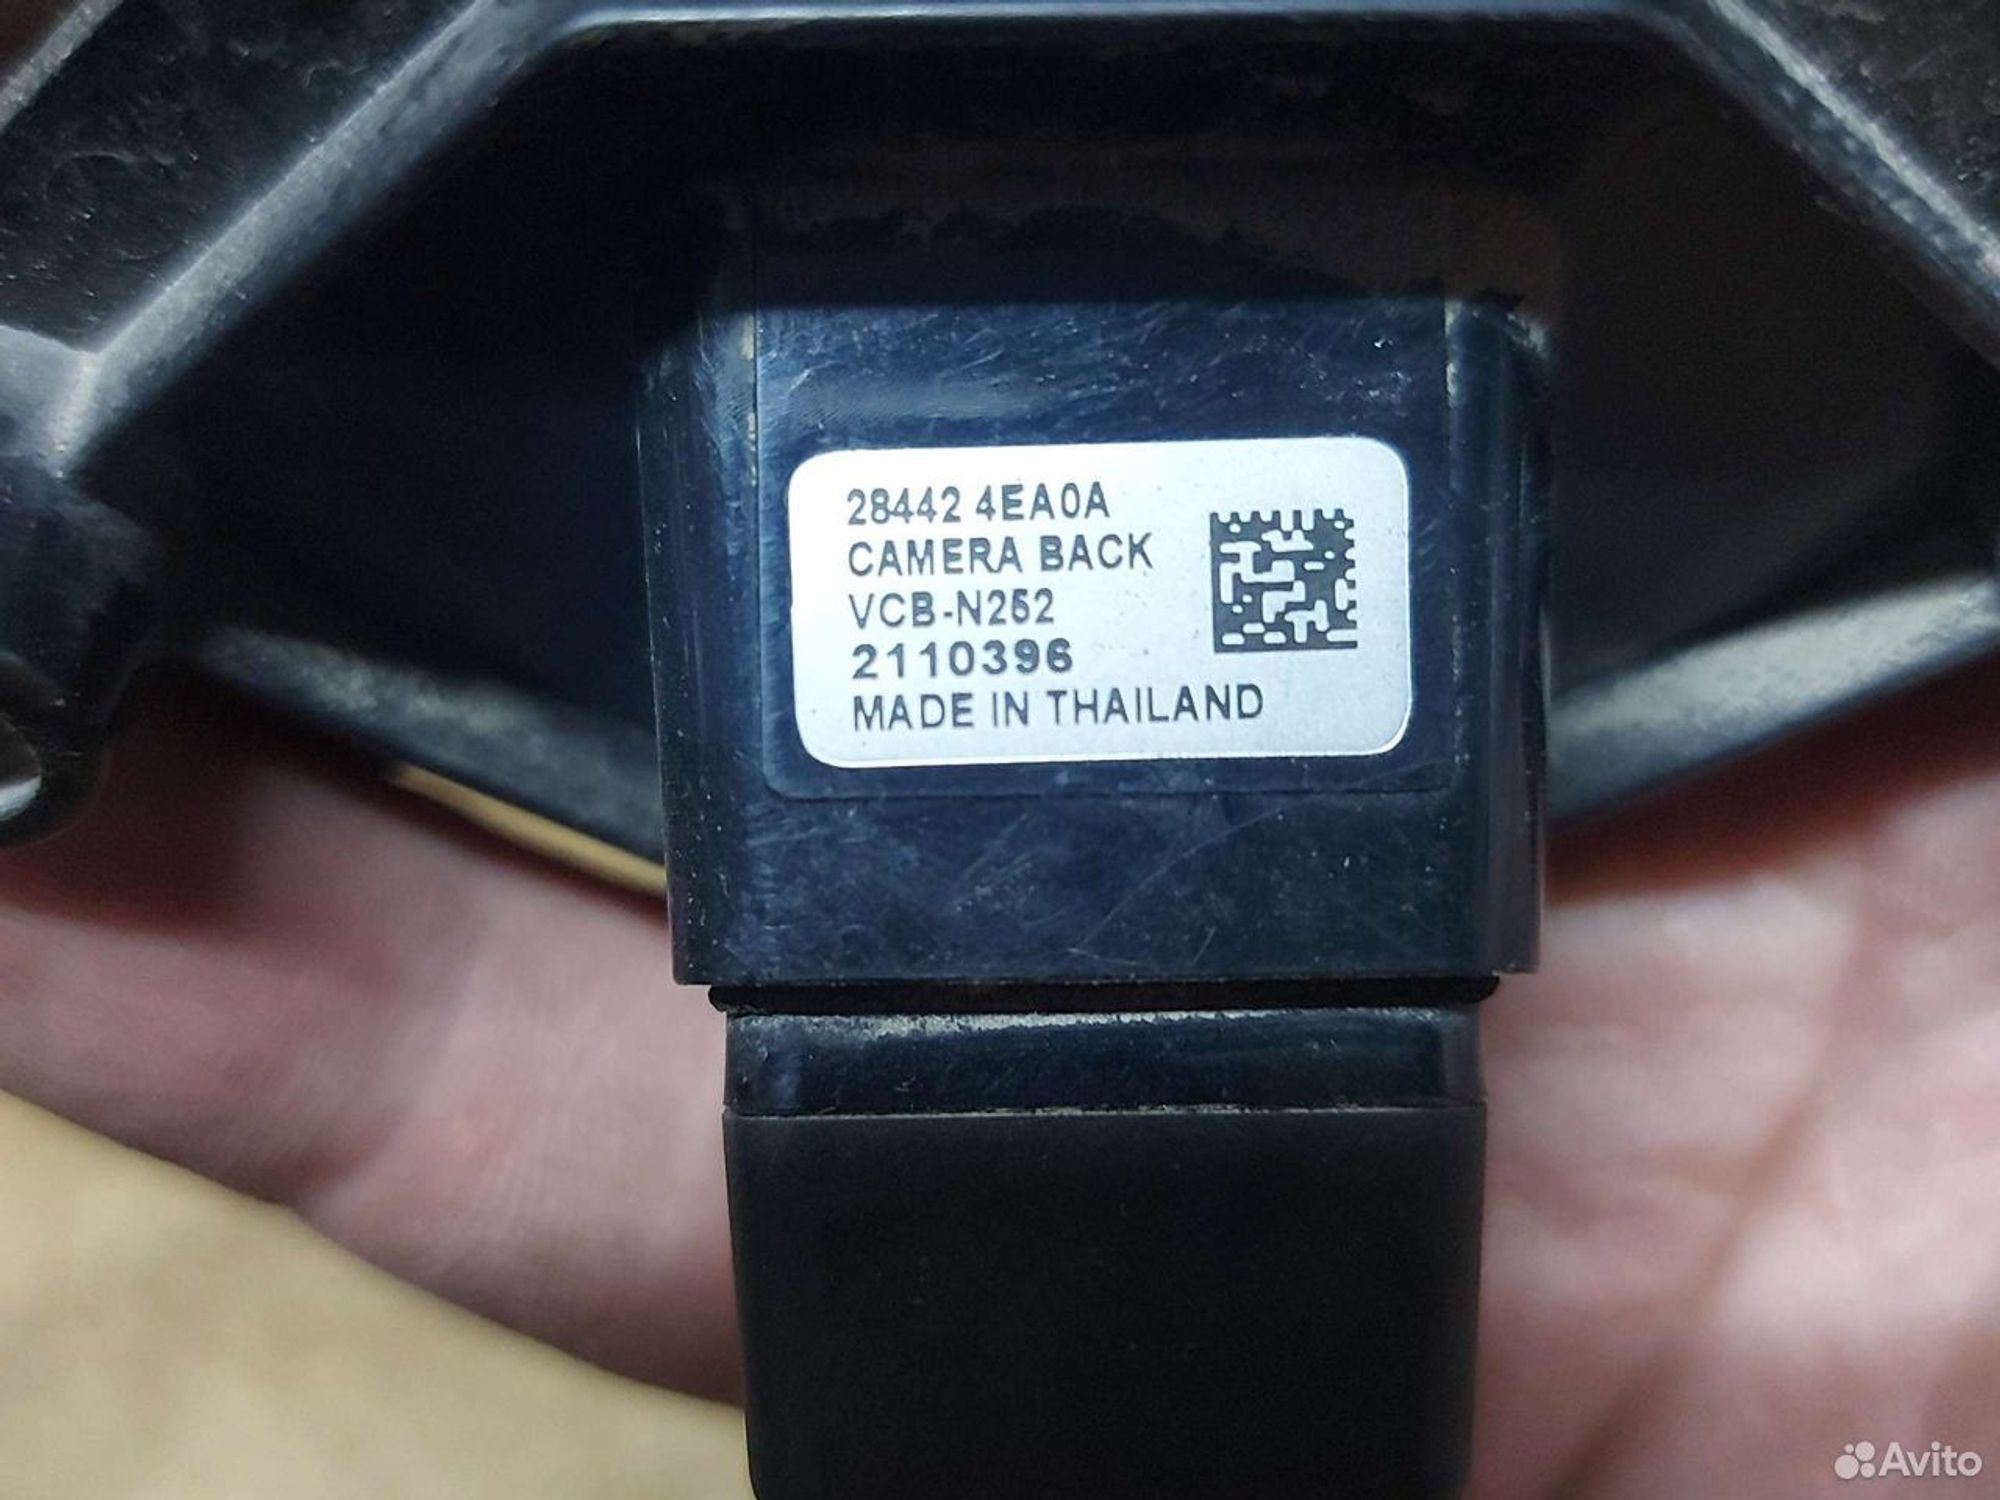 28442 4EA0A
CAMERA BACK
VCB-N252
2110396
MADE IN THAILAND
Avito